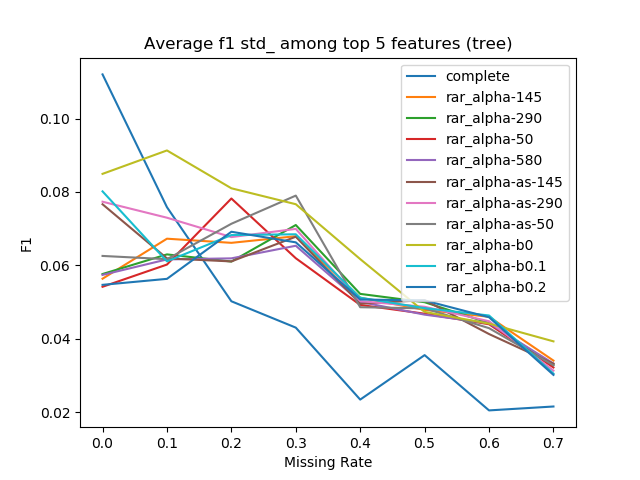 Average f1 std_ among top 5 features (tree)
complete
rar_alpha-145
rar_alpha-290
rar_alpha-50
rar_alpha-580
rar_alpha-as-145
rar_alpha-as-290
rar_alpha-as-50
rar_alpha-b0
rar_alpha-b0.1
rar_alpha-b0.2
0.10
0.08
0.06
0.04
0.02
F1
0.0 0.1 0.2 0.3 0.4 0.5 0.6 0.7
Missing Rate